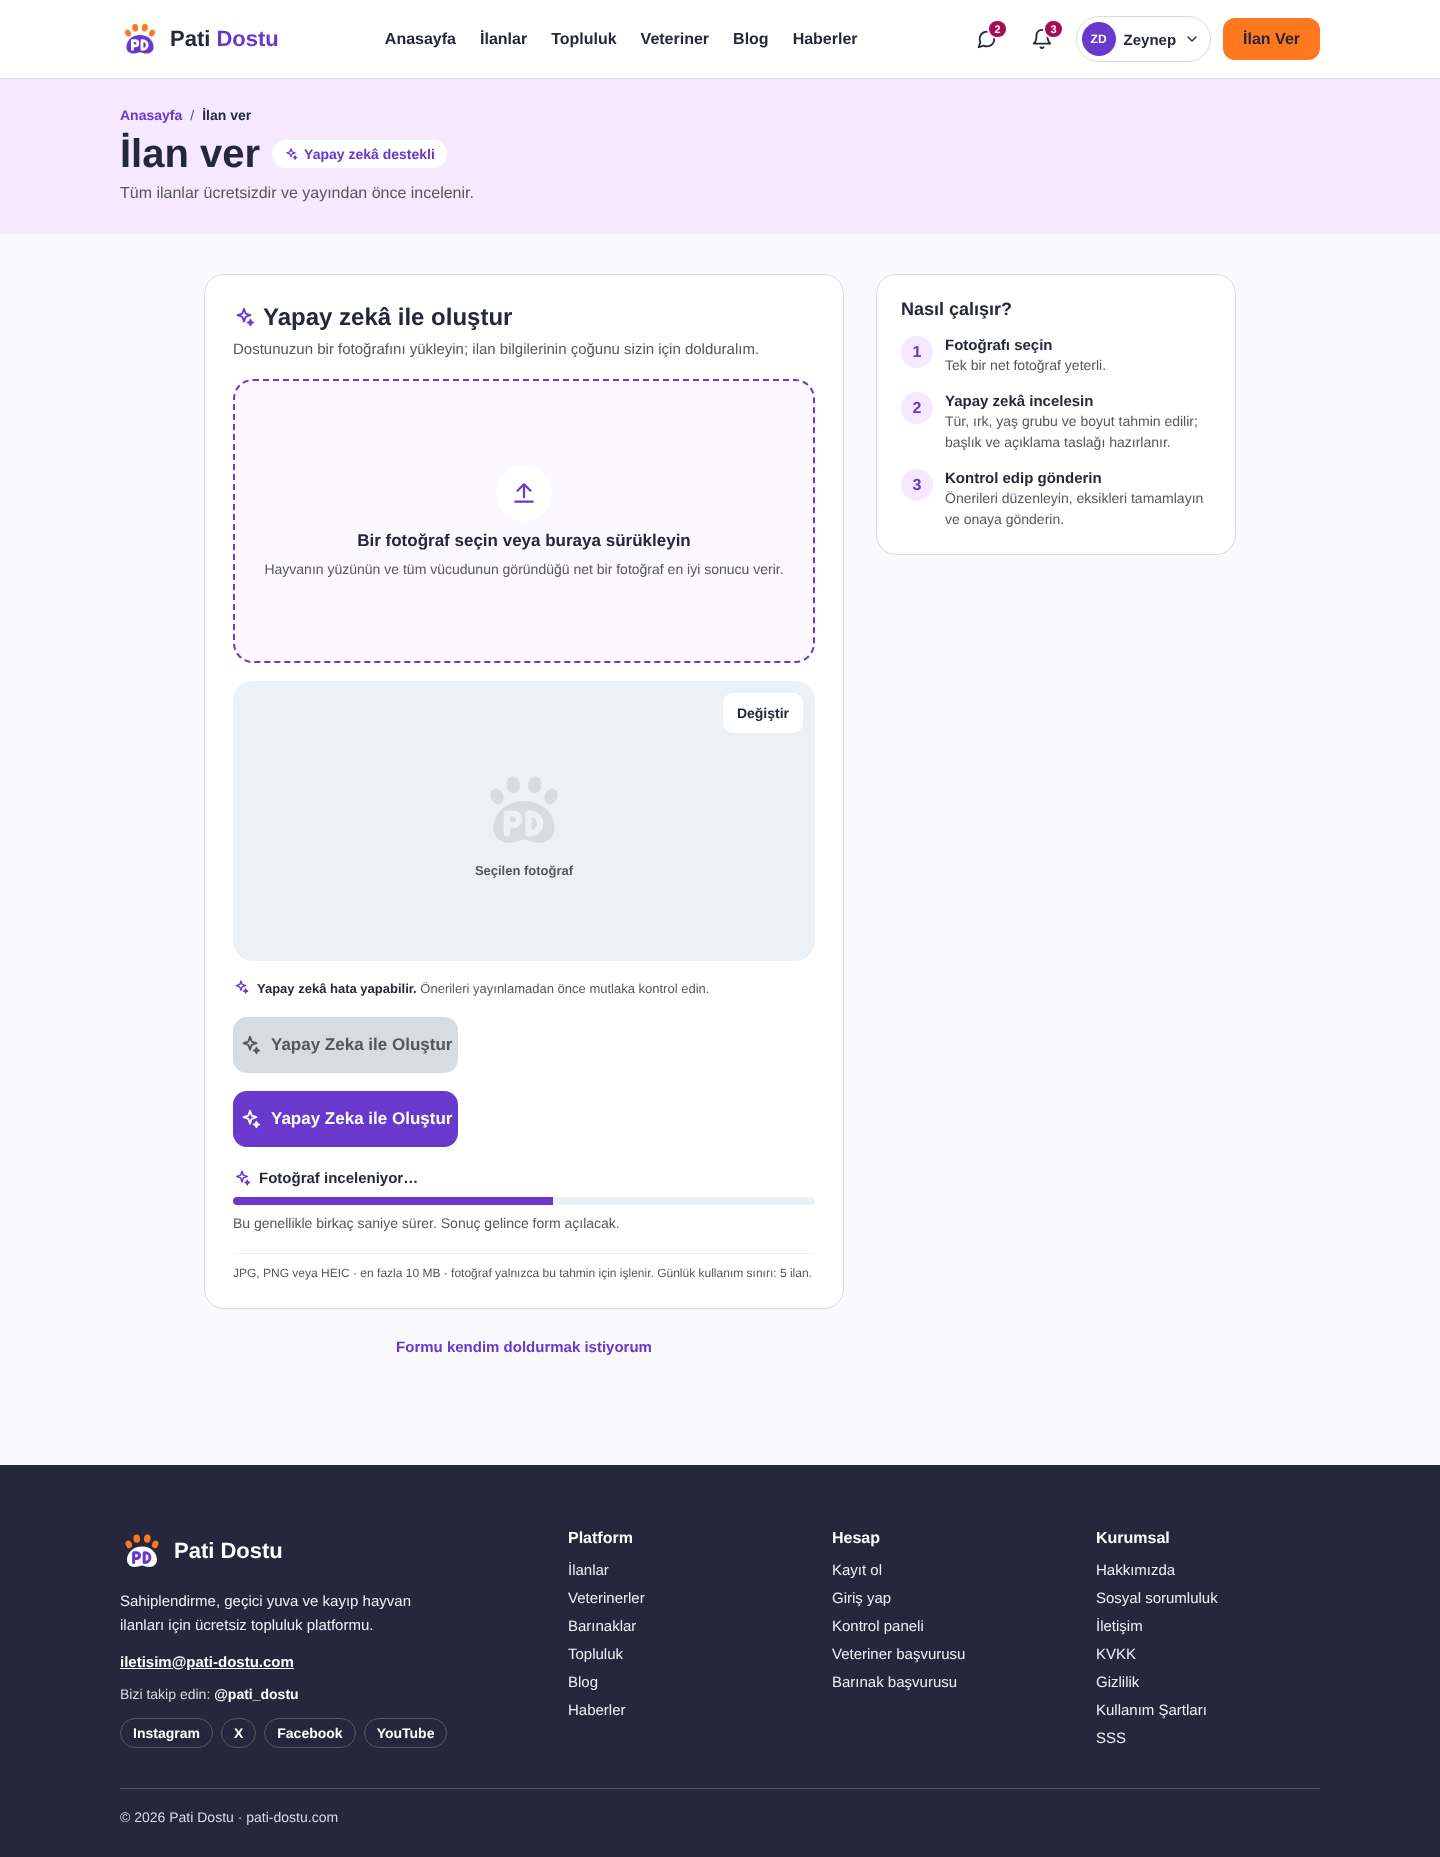 PD Pati Dostu
Anasayfa İlanlar Topluluk Veteriner Blog Haberler
2
3
ZD Zeynep
İlan Ver
Anasayfa / İlan ver
İlan ver
Yapay zekâ destekli
Tüm ilanlar ücretsizdir ve yayından önce incelenir.
Yapay zekâ ile oluştur
Dostunuzun bir fotoğrafını yükleyin; ilan bilgilerinin çoğunu sizin için dolduralım.
Bir fotoğraf seçin veya buraya sürükleyin
Hayvanın yüzünün ve tüm vücudunun göründüğü net bir fotoğraf en iyi sonucu verir.
Değiştir
PD
Seçilen fotoğraf
Yapay zekâ hata yapabilir. Önerileri yayınlamadan önce mutlaka kontrol edin.
Yapay Zeka ile Oluştur
Yapay Zeka ile Oluştur
Fotoğraf inceleniyor…
Bu genellikle birkaç saniye sürer. Sonuç gelince form açılacak.
JPG, PNG veya HEIC · en fazla 10 MB · fotoğraf yalnızca bu tahmin için işlenir. Günlük kullanım sınırı: 5 ilan.
Formu kendim doldurmak istiyorum
Nasıl çalışır?
1
Fotoğrafı seçin
Tek bir net fotoğraf yeterli.
2
Yapay zekâ incelesin
Tür, ırk, yaş grubu ve boyut tahmin edilir;
başlık ve açıklama taslağı hazırlanır.
3
Kontrol edip gönderin
Önerileri düzenleyin, eksikleri tamamlayın
ve onaya gönderin.
PD Pati Dostu
Sahiplendirme, geçici yuva ve kayıp hayvan
ilanları için ücretsiz topluluk platformu.
iletisim@pati-dostu.com
Bizi takip edin: @pati_dostu
Instagram X Facebook YouTube
Platform
İlanlar
Veterinerler
Barınaklar
Topluluk
Blog
Haberler
Hesap
Kayıt ol
Giriş yap
Kontrol paneli
Veteriner başvurusu
Barınak başvurusu
Kurumsal
Hakkımızda
Sosyal sorumluluk
İletişim
KVKK
Gizlilik
Kullanım Şartları
SSS
© 2026 Pati Dostu · pati-dostu.com